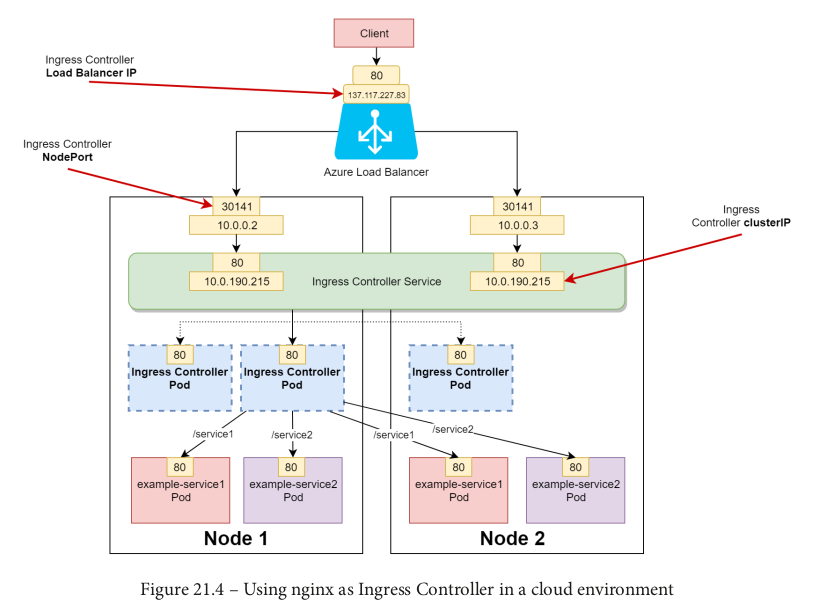 Client
Ingress Controller
Load Balancer IP
80
137.117.227.83
Ingress Controller
NodePort
Azure Load Balancer
30141
10.0.0.2
30141
10.0.0.3
Ingress
Controller clusterIP
80
10.0.190.215
Ingress Controller Service
80
10.0.190.215
80
Ingress Controller
Pod
80
Ingress Controller
Pod
80
Ingress Controller
Pod
/service1
/service2
/service1
/service2
80
example-service1
Pod
80
example-service2
Pod
80
example-service1
Pod
80
example-service2
Pod
Node 1
Node 2
Figure 21.4 – Using nginx as Ingress Controller in a cloud environment